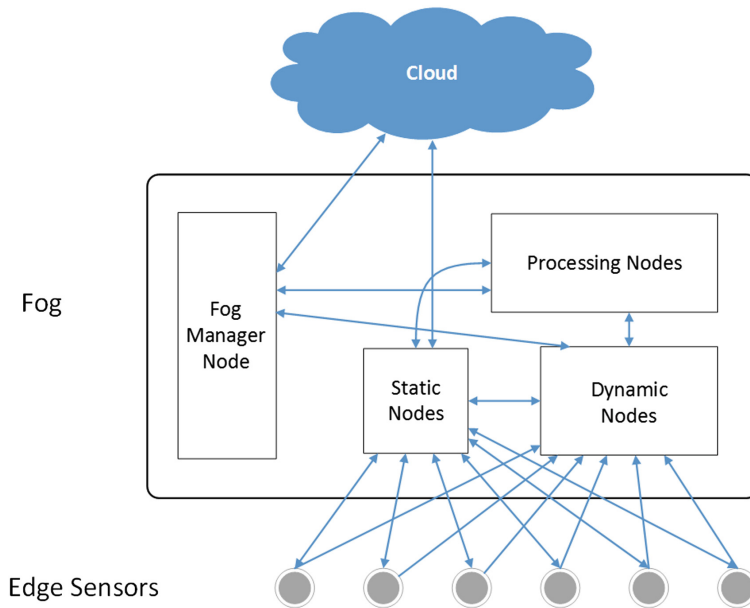 Cloud
Processing Nodes
Fog
Fog
Manager
Node
Static
Nodes
Dynamic
Nodes
Edge Sensors